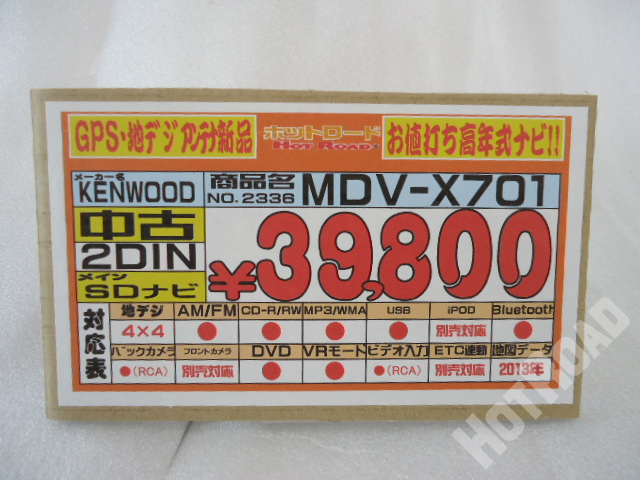 GPS・地デジ アンテナ新品
ホットロード
HOT ROAD
お値打ち高年式ナビ!!
メーカー名
KENWOOD
商品名
NO.2336
MDV-X701
中古
2DIN
メイン
SDナビ
¥39,800
対応表
地デジ AM/FM CD-R/RW MP3/WMA USB iPOD Bluetooth
4×4 ● ● ● ● 別売対応 ●
バックカメラ フロントカメラ DVD VRモード ビデオ入力 ETC連動 地図データ
●(RCA) 別売対応 ● ● ●(RCA) 別売対応 2013年
HOTROAD
HOTROAD